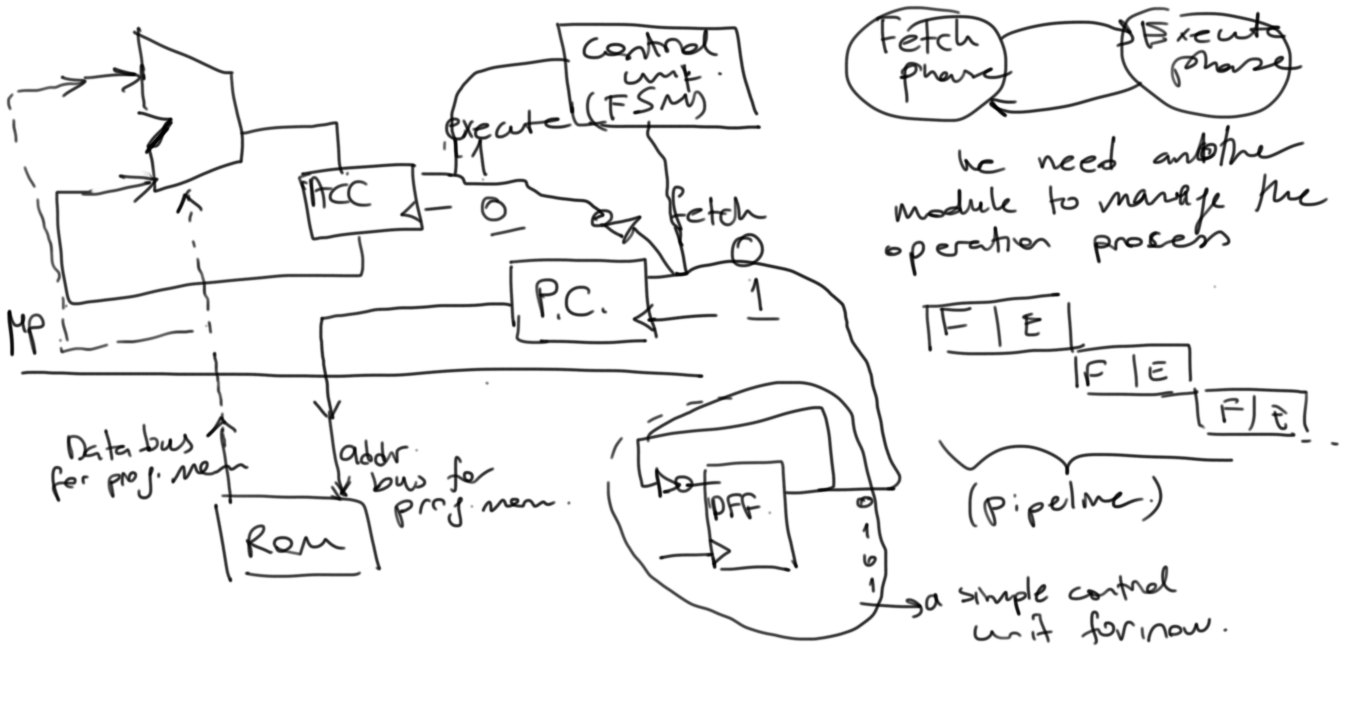 Control
unit.
(FSM)
execute
1
ACC
0
fetch
0
P.C.
1
μP
Data bus
for prog. mem
addr
bus for
prog. mem.
Rom
DFF
0
1
0
1
a simple control
unit for now.
Fetch
phase
Execute
phase
we need another
module to manage the
operation process
F | E
F | E
F | E
(pipeline)